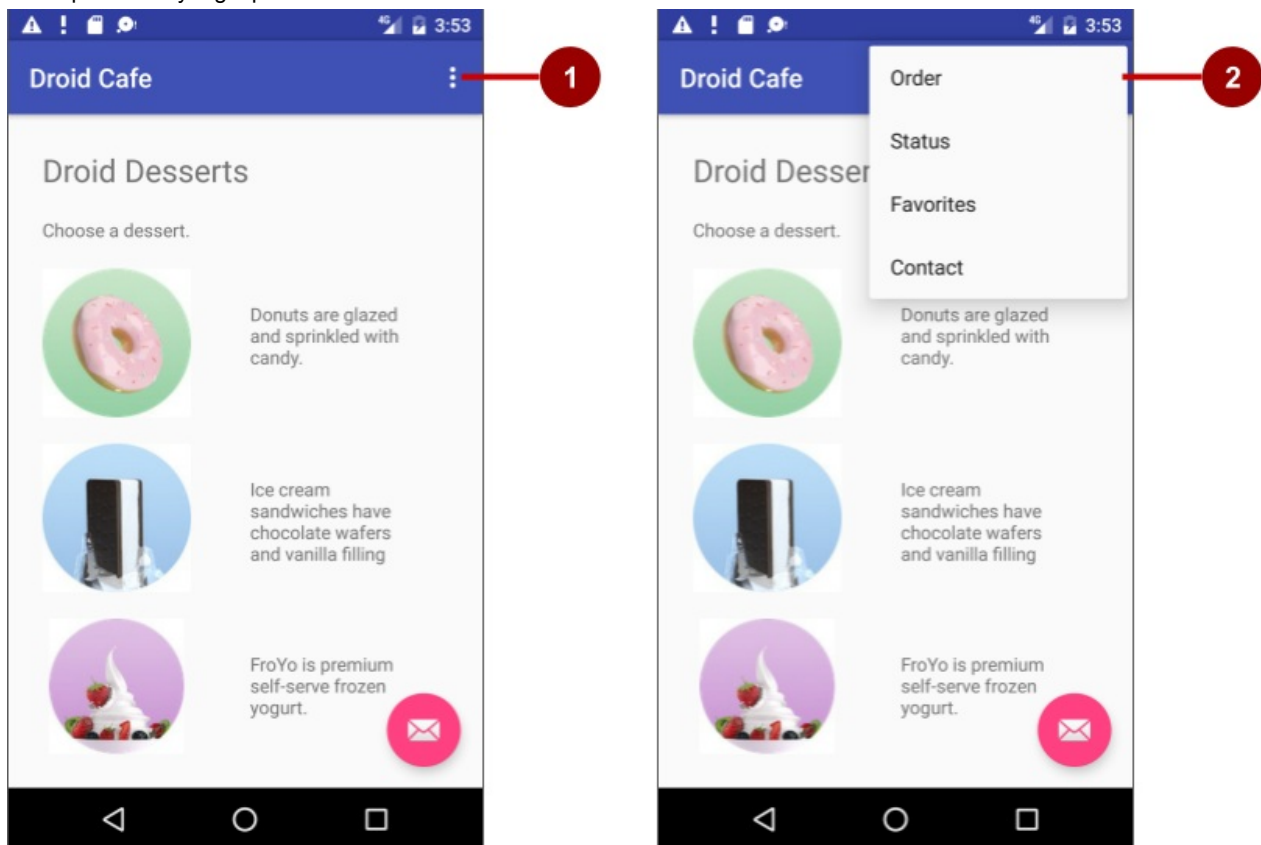 4G 3:53
Droid Cafe
1
Droid Desserts
Choose a dessert.
Donuts are glazed
and sprinkled with
candy.
Ice cream
sandwiches have
chocolate wafers
and vanilla filling
FroYo is premium
self-serve frozen
yogurt.
4G 3:53
Droid Cafe
Order
2
Status
Favorites
Contact
Droid Desser
Choose a dessert.
Donuts are glazed
and sprinkled with
candy.
Ice cream
sandwiches have
chocolate wafers
and vanilla filling
FroYo is premium
self-serve frozen
yogurt.